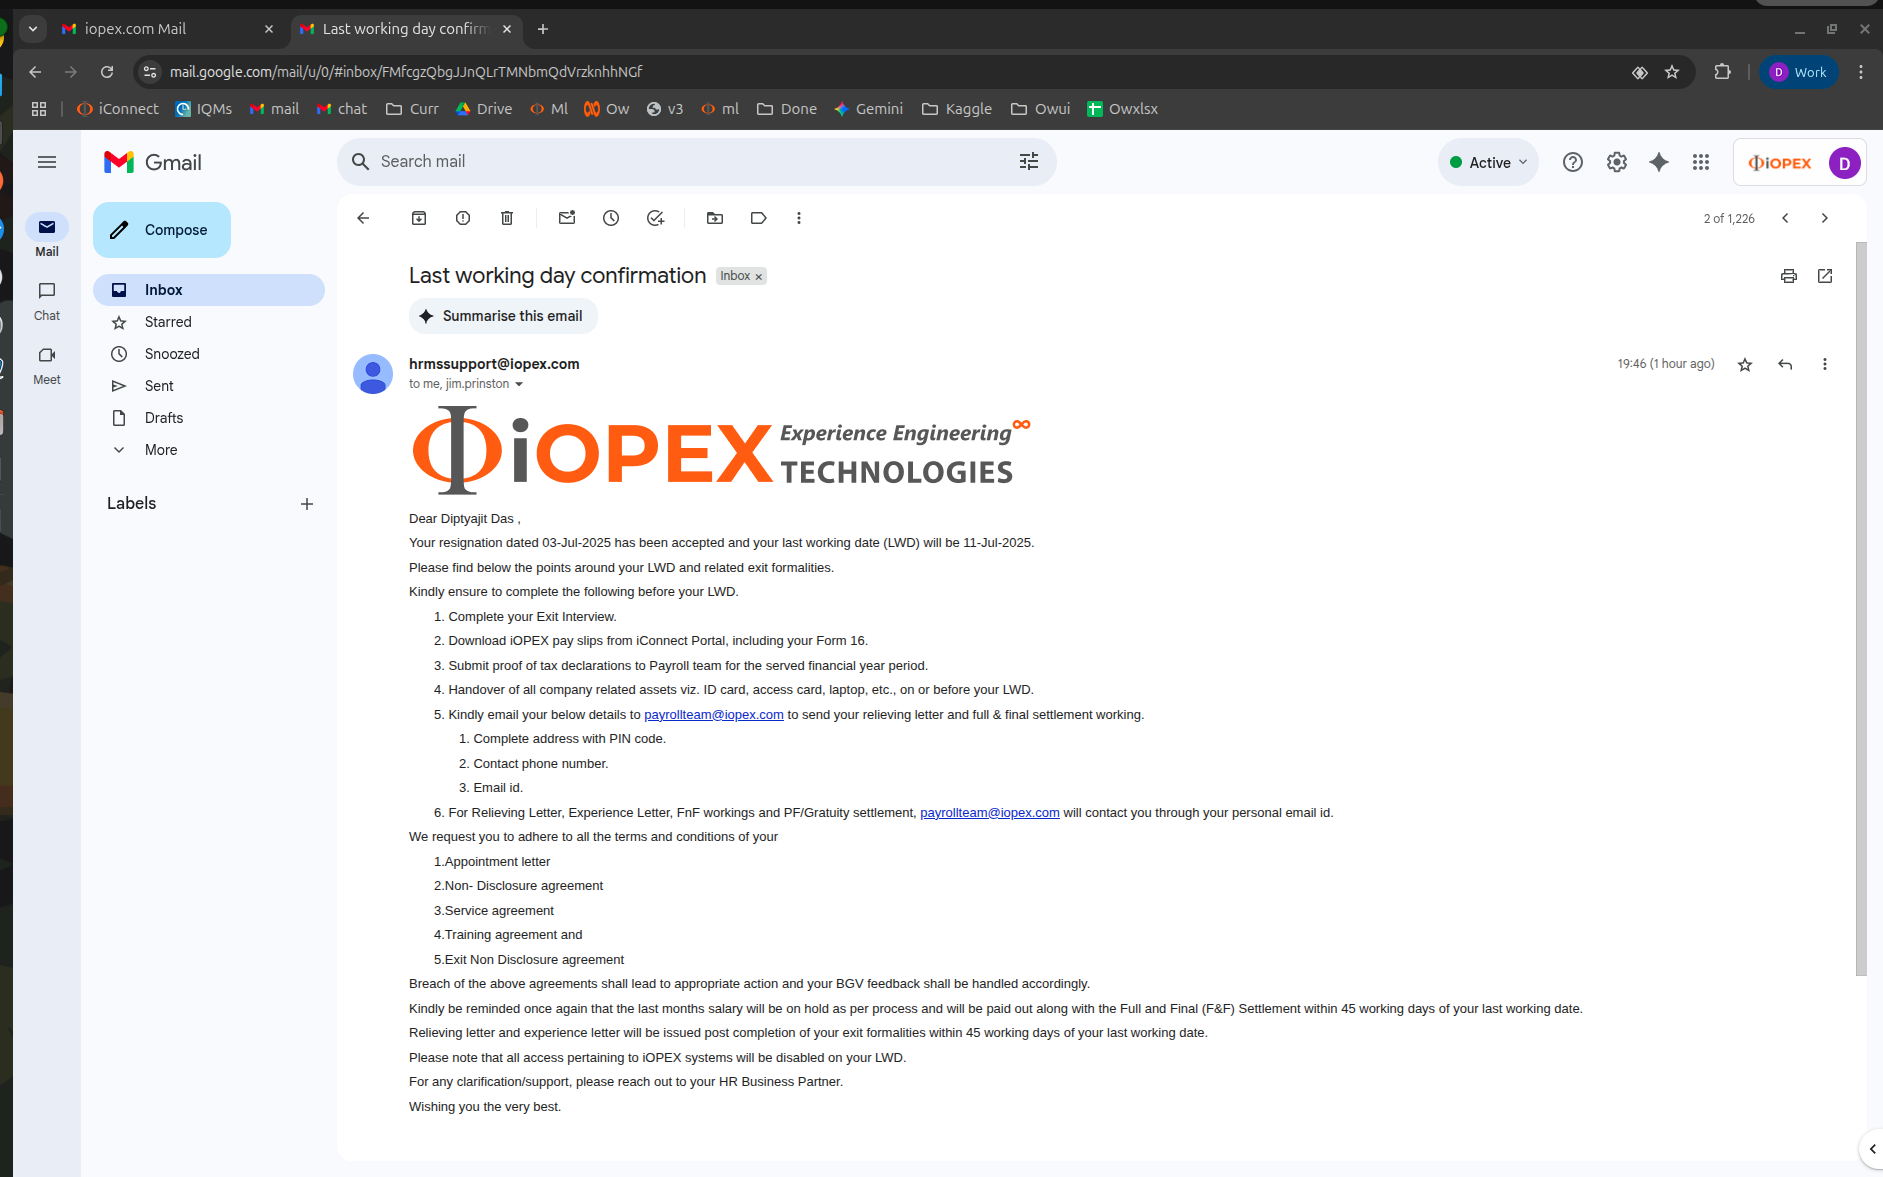 iopex.com Mail
Last working day confirm
mail.google.com/mail/u/0/#inbox/FMfcgzQbgJJnQLrTMNbmQdVrzknhhNGf
D Work
iConnect IQMs mail chat Curr Drive Ml Ow v3 ml Done Gemini Kaggle Owui Owxlsx
Gmail
Search mail
Active
iOPEX D
Compose
Mail
Chat
Meet
Inbox
Starred
Snoozed
Sent
Drafts
More
Labels
2 of 1,226
Last working day confirmation Inbox ×
Summarise this email
hrmssupport@iopex.com
19:46 (1 hour ago)
to me, jim.prinston
iOPEX Experience Engineering∞
TECHNOLOGIES
Dear Diptyajit Das ,
Your resignation dated 03-Jul-2025 has been accepted and your last working date (LWD) will be 11-Jul-2025.
Please find below the points around your LWD and related exit formalities.
Kindly ensure to complete the following before your LWD.
1. Complete your Exit Interview.
2. Download iOPEX pay slips from iConnect Portal, including your Form 16.
3. Submit proof of tax declarations to Payroll team for the served financial year period.
4. Handover of all company related assets viz. ID card, access card, laptop, etc., on or before your LWD.
5. Kindly email your below details to payrollteam@iopex.com to send your relieving letter and full & final settlement working.
1. Complete address with PIN code.
2. Contact phone number.
3. Email id.
6. For Relieving Letter, Experience Letter, FnF workings and PF/Gratuity settlement, payrollteam@iopex.com will contact you through your personal email id.
We request you to adhere to all the terms and conditions of your
1.Appointment letter
2.Non- Disclosure agreement
3.Service agreement
4.Training agreement and
5.Exit Non Disclosure agreement
Breach of the above agreements shall lead to appropriate action and your BGV feedback shall be handled accordingly.
Kindly be reminded once again that the last months salary will be on hold as per process and will be paid out along with the Full and Final (F&F) Settlement within 45 working days of your last working date.
Relieving letter and experience letter will be issued post completion of your exit formalities within 45 working days of your last working date.
Please note that all access pertaining to iOPEX systems will be disabled on your LWD.
For any clarification/support, please reach out to your HR Business Partner.
Wishing you the very best.